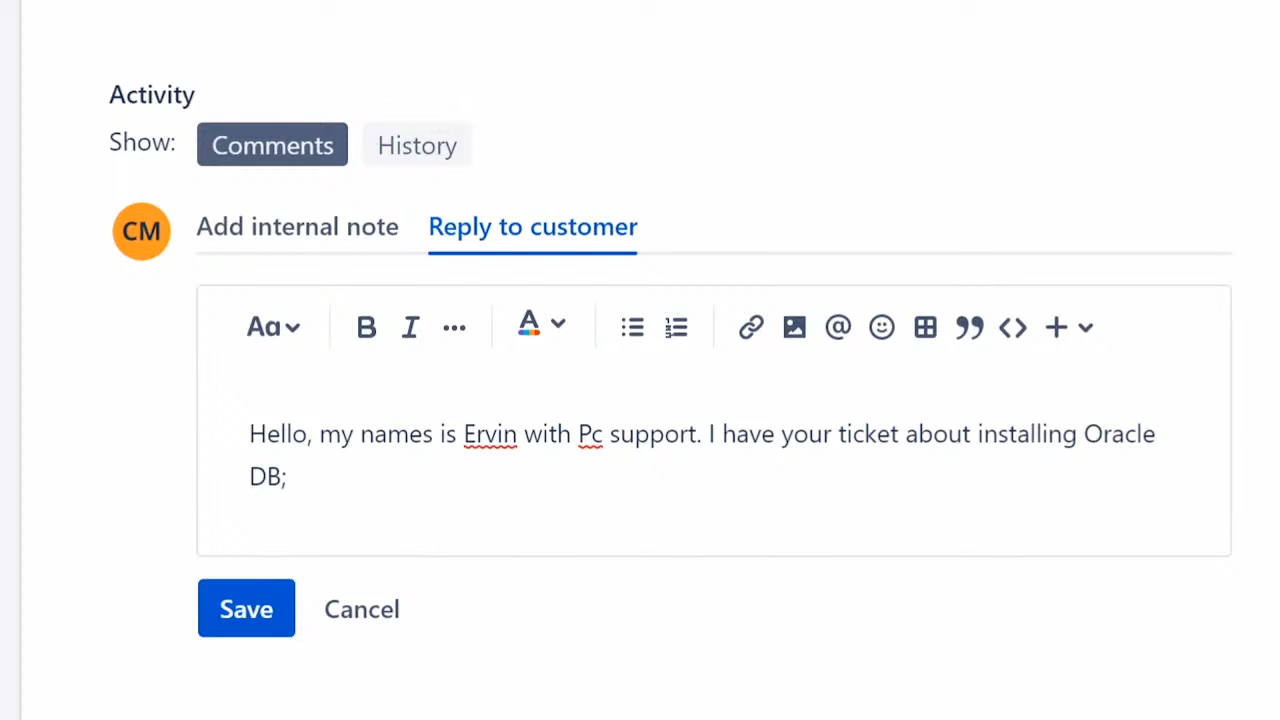 Activity
Show: Comments History
CM Add internal note Reply to customer
Aa B I ... A @ <> +
Hello, my names is Ervin with Pc support. I have your ticket about installing Oracle
DB;
Save Cancel